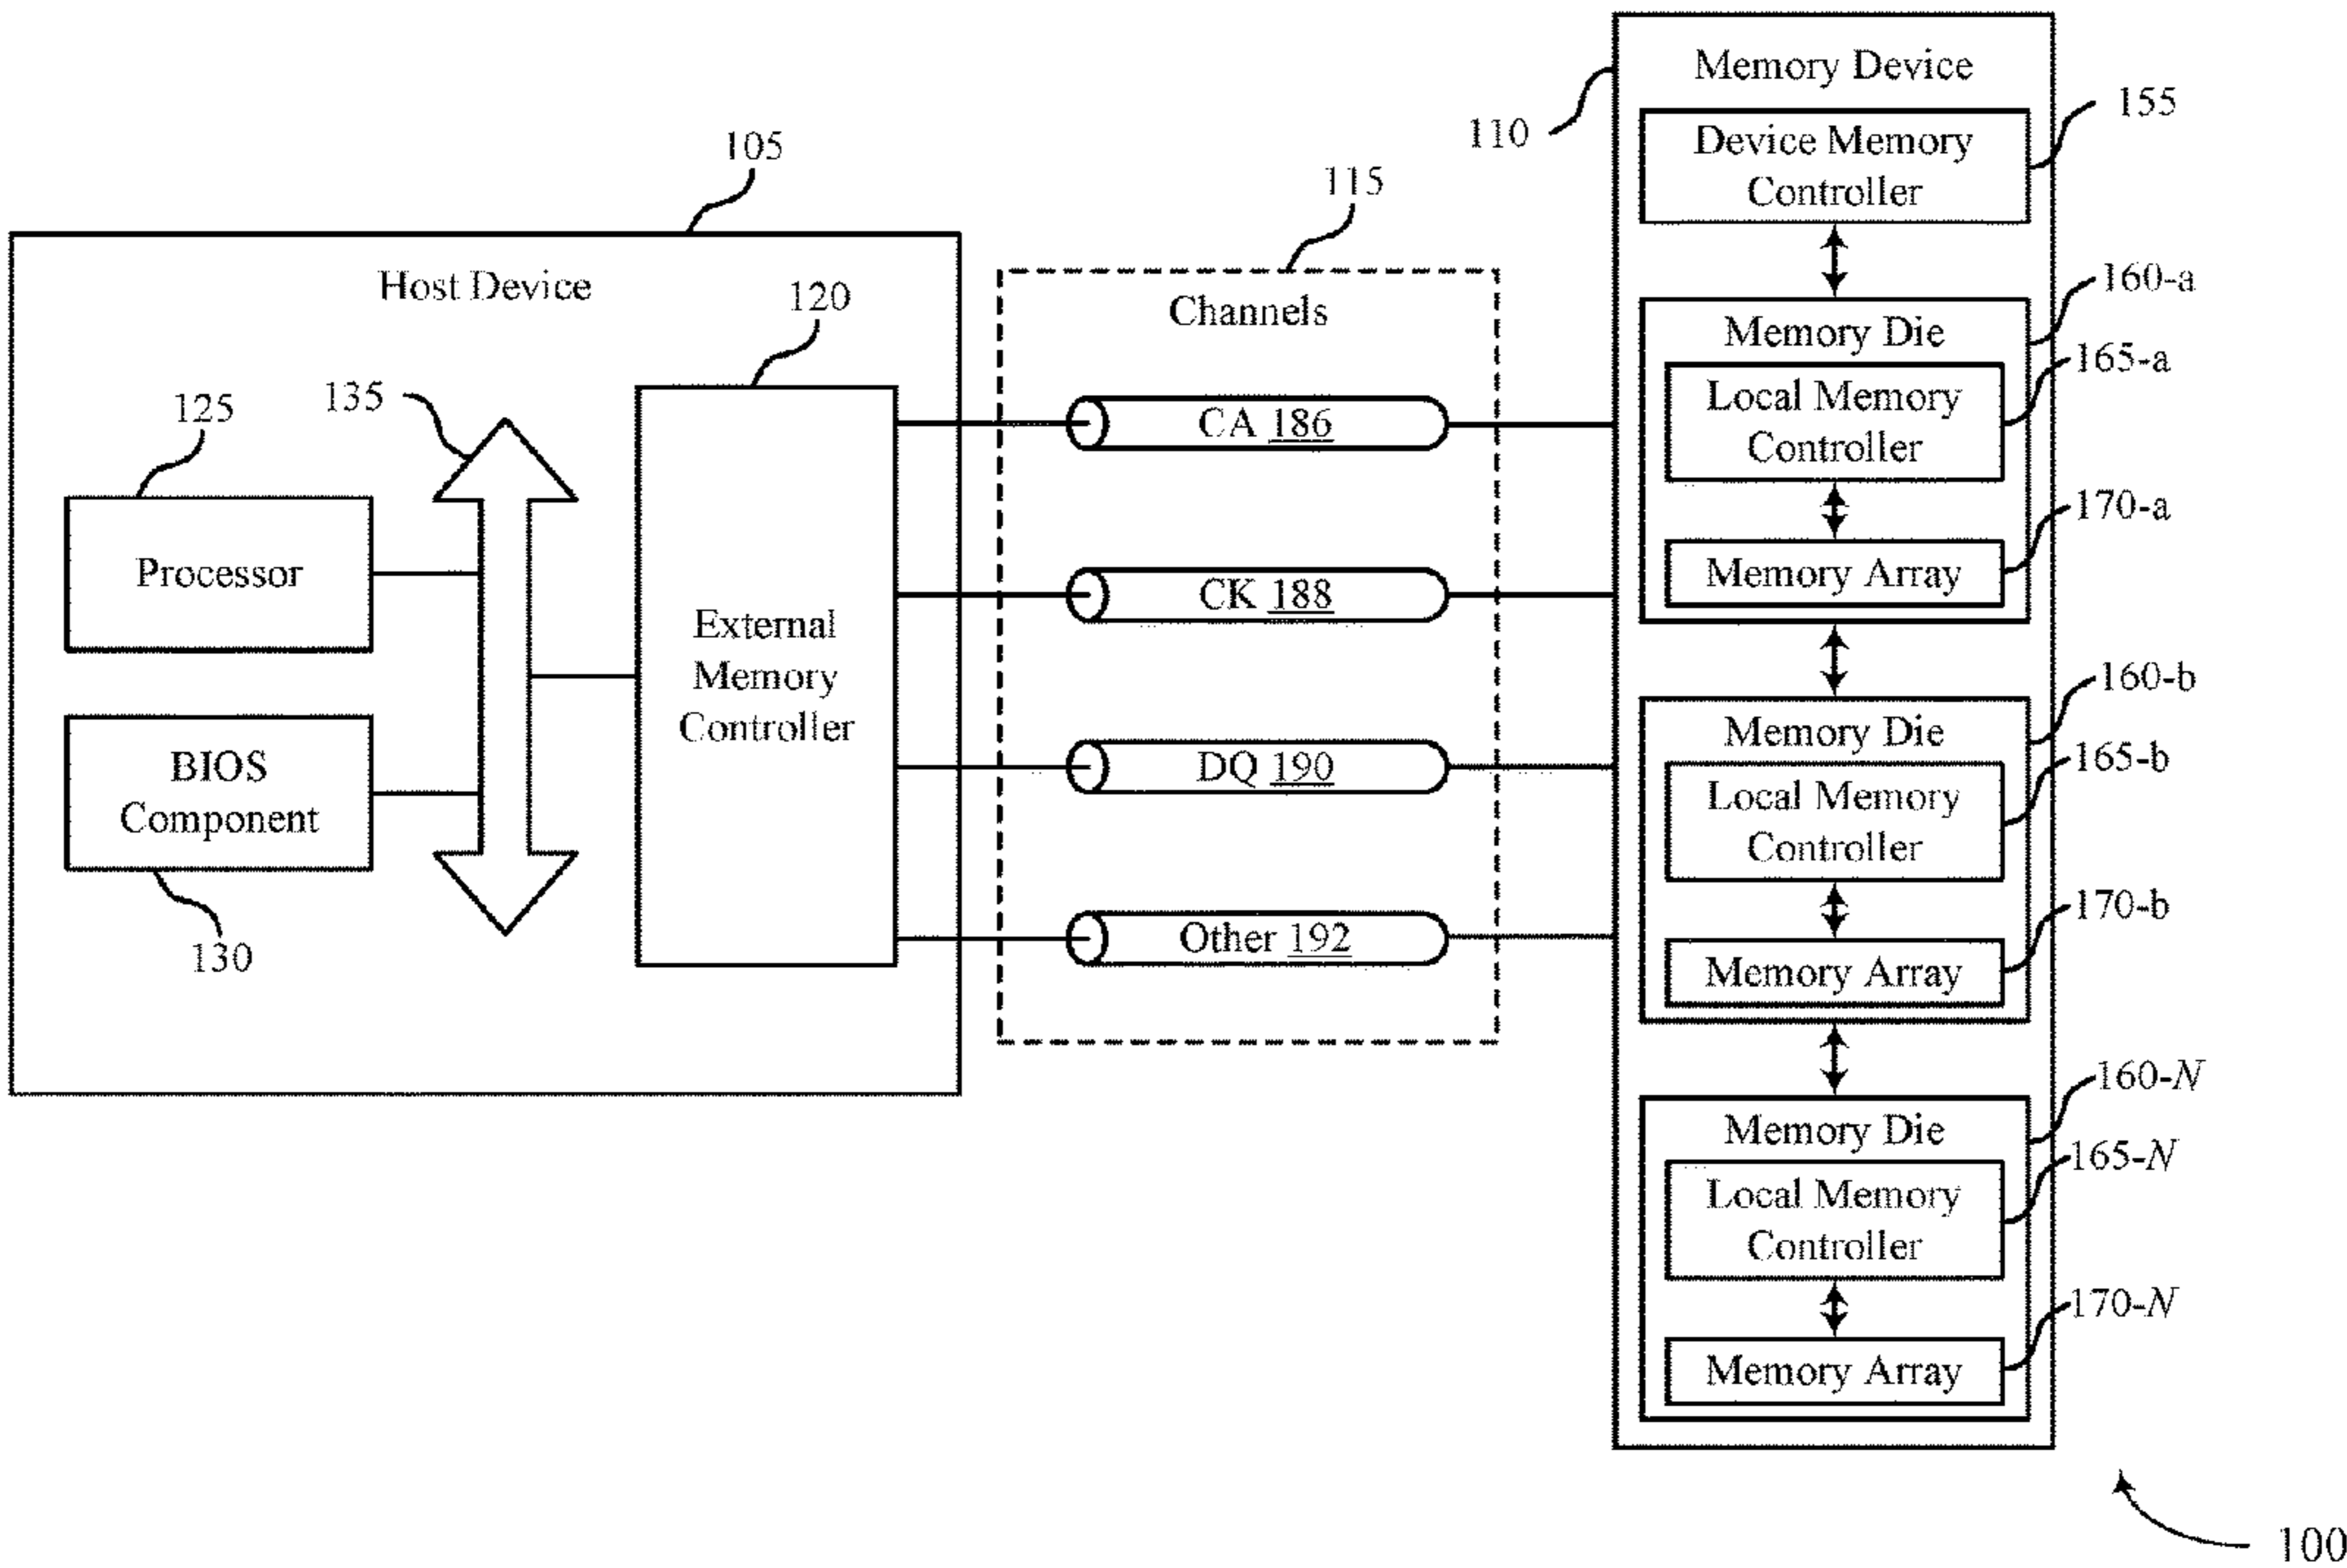 Memory Device
155
110
Device Memory
Controller
105
115
Host Device
120
Channels
160-a
Memory Die
165-a
Local Memory
Controller
170-a
Memory Array
125
135
CA 186
Processor
CK 188
External
Memory
Controller
160-b
Memory Die
165-b
Local Memory
Controller
170-b
Memory Array
BIOS
Component
130
DQ 190
Other 192
160-N
Memory Die
165-N
Local Memory
Controller
170-N
Memory Array
100